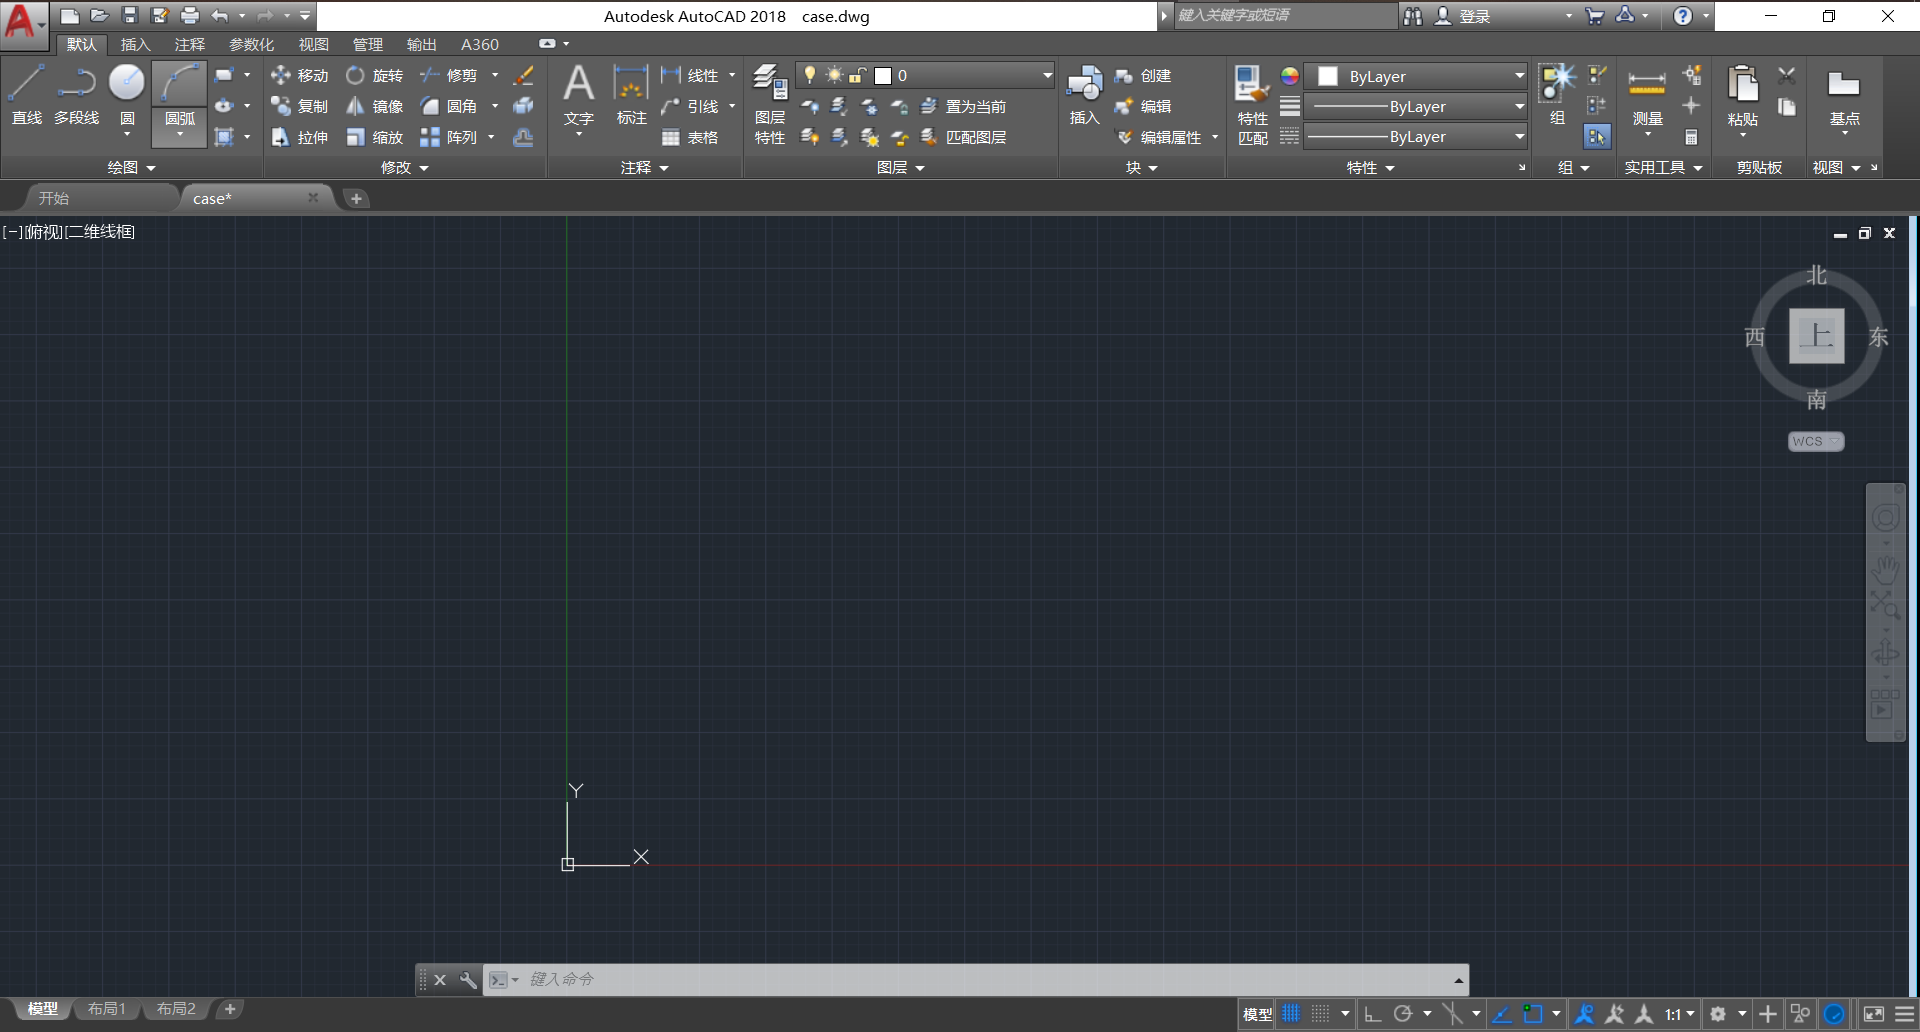 Autodesk AutoCAD 2018 case.dwg
键入关键字或短语
登录
默认 插入 注释 参数化 视图 管理 输出 A360
直线 多段线 圆 圆弧
移动 旋转 修剪
复制 镜像 圆角
拉伸 缩放 阵列
文字 标注
线性
引线
表格
图层特性
0
置为当前
匹配图层
插入
创建
编辑
编辑属性
特性匹配
ByLayer
ByLayer
ByLayer
组
测量
粘贴
基点
绘图 修改 注释 图层 块 特性 组 实用工具 剪贴板 视图
开始 case*
[−][俯视][二维线框]
北
西 上 东
南
WCS
Y
X
键入命令
模型 布局1 布局2
模型 1:1